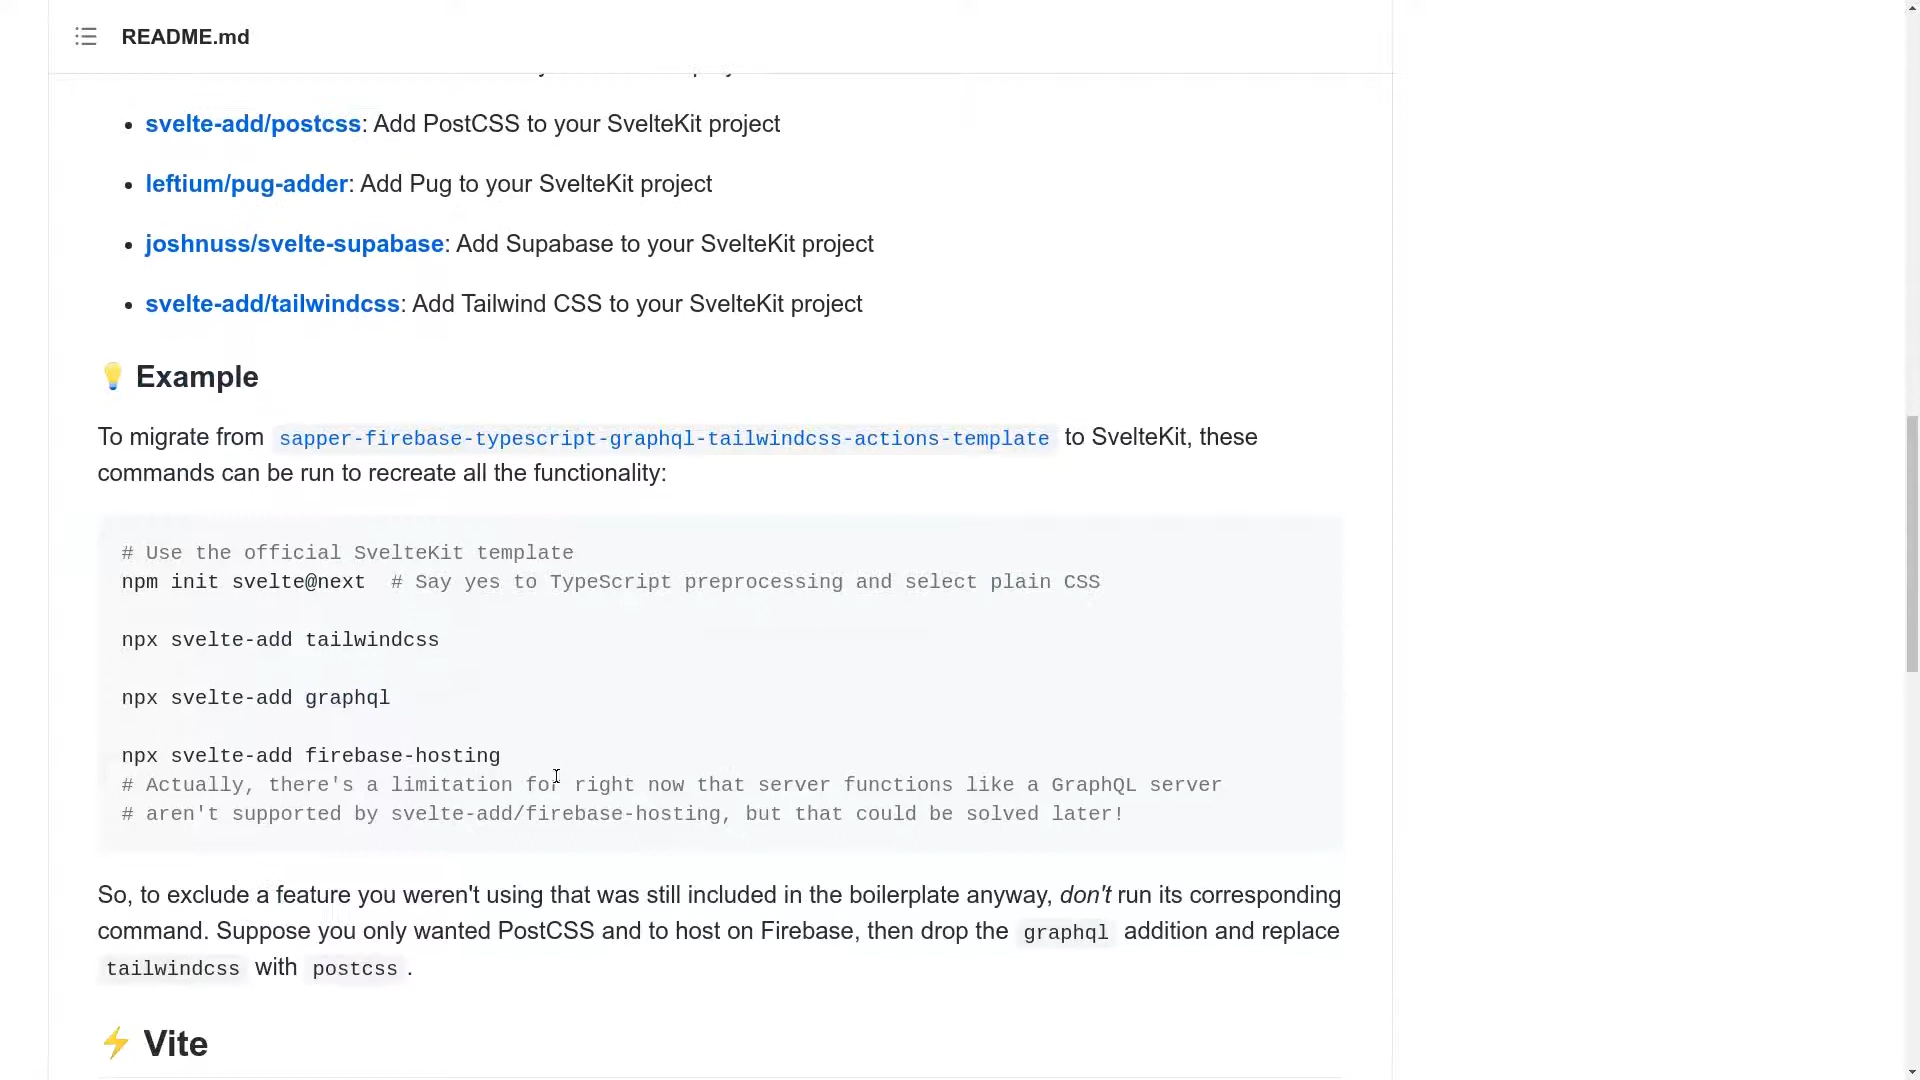 README.md
svelte-add/postcss: Add PostCSS to your SvelteKit project
leftium/pug-adder: Add Pug to your SvelteKit project
joshnuss/svelte-supabase: Add Supabase to your SvelteKit project
svelte-add/tailwindcss: Add Tailwind CSS to your SvelteKit project
💡 Example
To migrate from sapper-firebase-typescript-graphql-tailwindcss-actions-template to SvelteKit, these
commands can be run to recreate all the functionality:
# Use the official SvelteKit template
npm init svelte@next  # Say yes to TypeScript preprocessing and select plain CSS
npx svelte-add tailwindcss
npx svelte-add graphql
npx svelte-add firebase-hosting
# Actually, there's a limitation for right now that server functions like a GraphQL server
# aren't supported by svelte-add/firebase-hosting, but that could be solved later!
So, to exclude a feature you weren't using that was still included in the boilerplate anyway, don't run its corresponding
command. Suppose you only wanted PostCSS and to host on Firebase, then drop the graphql addition and replace
tailwindcss with postcss.
⚡ Vite